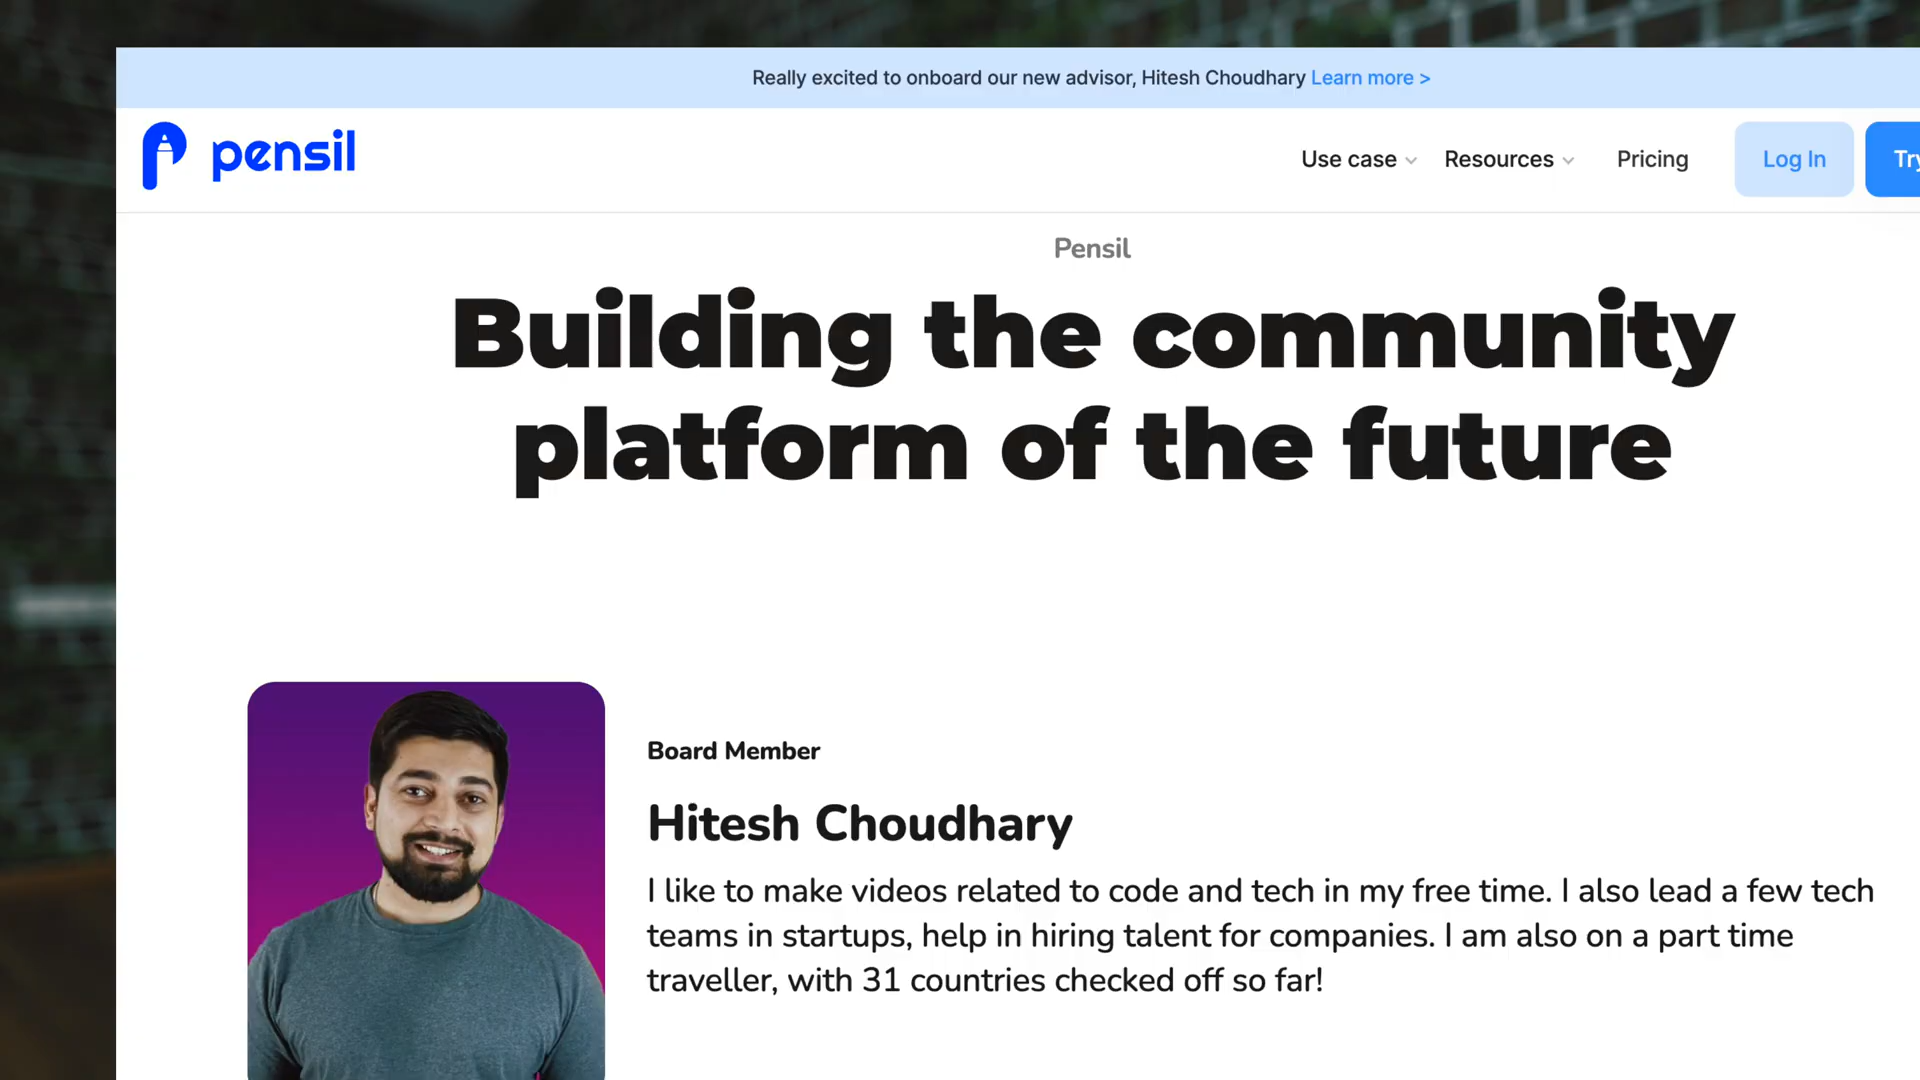 Really excited to onboard our new advisor, Hitesh Choudhary Learn more >
pensil
Use case
Resources
Pricing
Log In
Try
Pensil
Building the community
platform of the future
Board Member
Hitesh Choudhary
I like to make videos related to code and tech in my free time. I also lead a few tech
teams in startups, help in hiring talent for companies. I am also on a part time
traveller, with 31 countries checked off so far!